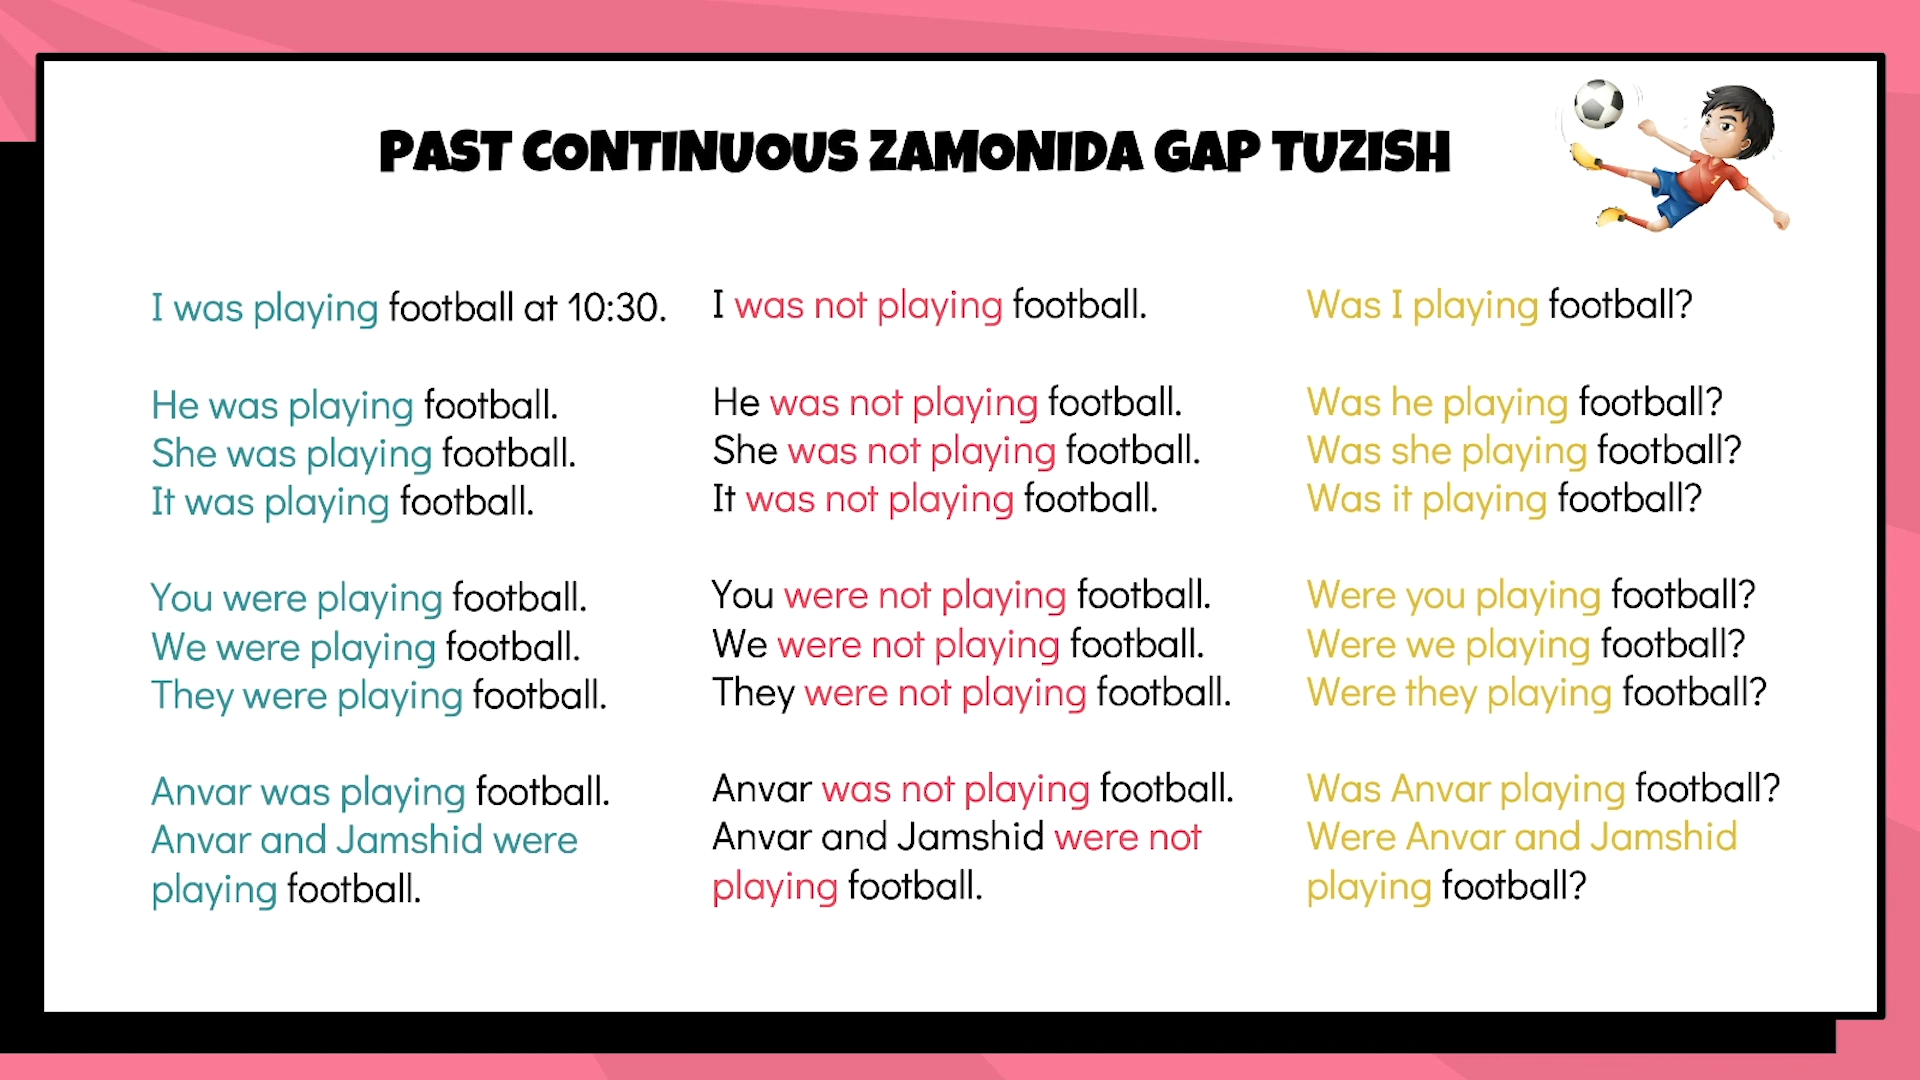 PAST CONTINUOUS ZAMONIDA GAP TUZISH
I was playing football at 10:30.
He was playing football.
She was playing football.
It was playing football.
You were playing football.
We were playing football.
They were playing football.
Anvar was playing football.
Anvar and Jamshid were
playing football.
I was not playing football.
He was not playing football.
She was not playing football.
It was not playing football.
You were not playing football.
We were not playing football.
They were not playing football.
Anvar was not playing football.
Anvar and Jamshid were not
playing football.
Was I playing football?
Was he playing football?
Was she playing football?
Was it playing football?
Were you playing football?
Were we playing football?
Were they playing football?
Was Anvar playing football?
Were Anvar and Jamshid
playing football?
1